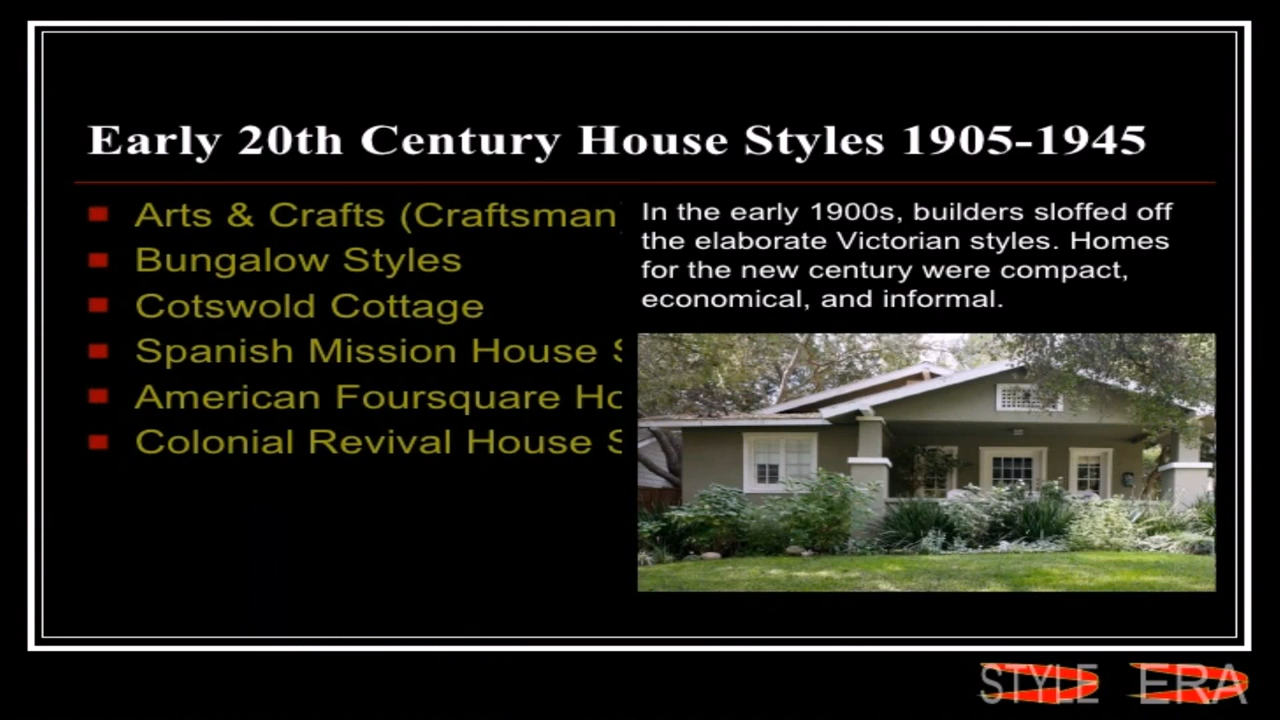 Early 20th Century House Styles 1905-1945
Arts & Crafts (Craftsman)
Bungalow Styles
Cotswold Cottage
Spanish Mission House S
American Foursquare Ho
Colonial Revival House S
In the early 1900s, builders sloffed off
the elaborate Victorian styles. Homes
for the new century were compact,
economical, and informal.
STYLE ERA